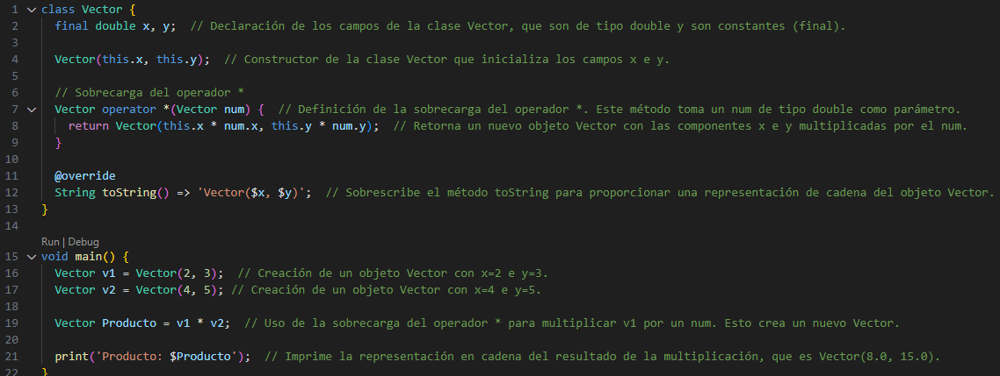 1 class Vector {
2 final double x, y;  // Declaración de los campos de la clase Vector, que son de tipo double y son constantes (final).
3
4 Vector(this.x, this.y);  // Constructor de la clase Vector que inicializa los campos x e y.
5
6 // Sobrecarga del operador *
7 Vector operator *(Vector num) {  // Definición de la sobrecarga del operador *. Este método toma un num de tipo double como parámetro.
8 return Vector(this.x * num.x, this.y * num.y);  // Retorna un nuevo objeto Vector con las componentes x e y multiplicadas por el num.
9 }
10
11 @override
12 String toString() => 'Vector($x, $y)';  // Sobrescribe el método toString para proporcionar una representación de cadena del objeto Vector.
13 }
14
Run | Debug
15 void main() {
16 Vector v1 = Vector(2, 3);  // Creación de un objeto Vector con x=2 e y=3.
17 Vector v2 = Vector(4, 5); // Creación de un objeto Vector con x=4 e y=5.
18
19 Vector Producto = v1 * v2;  // Uso de la sobrecarga del operador * para multiplicar v1 por un num. Esto crea un nuevo Vector.
20
21 print('Producto: $Producto');  // Imprime la representación en cadena del resultado de la multiplicación, que es Vector(8.0, 15.0).
22 }